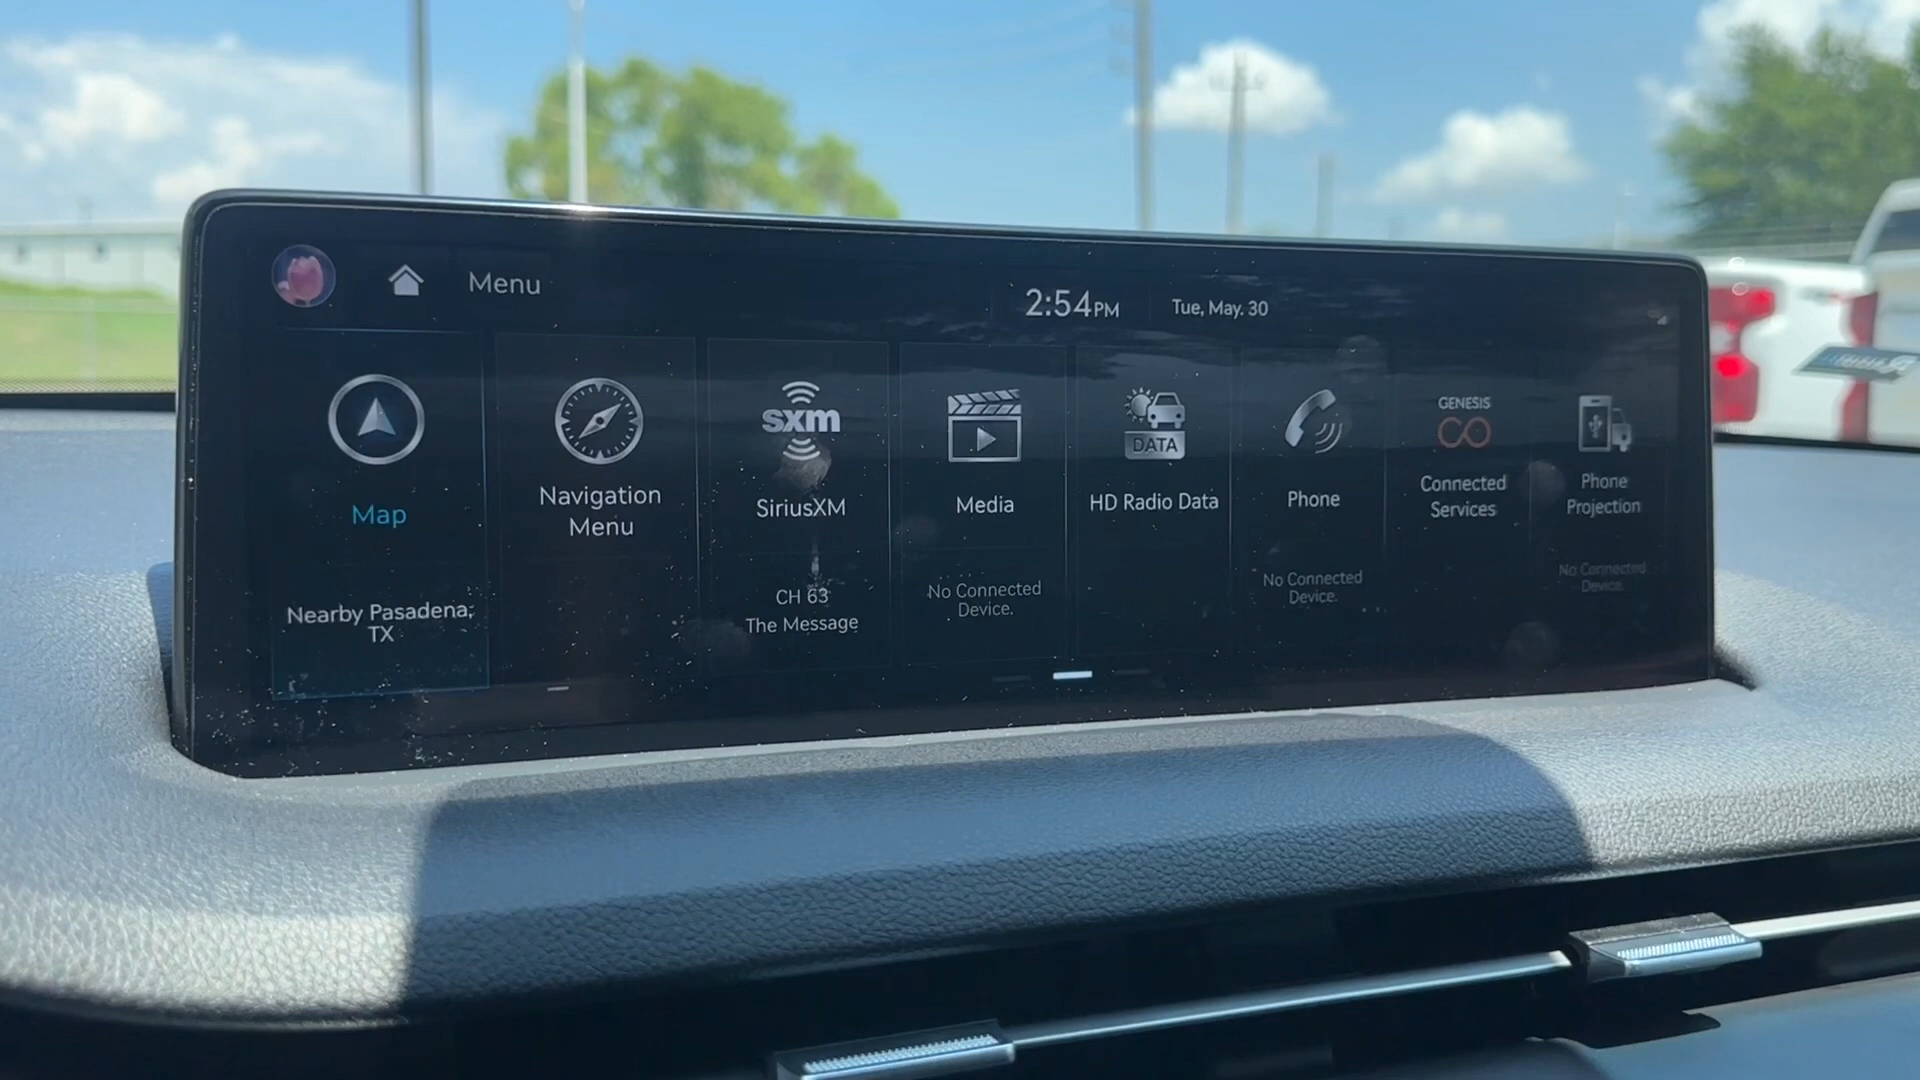 Menu
2:54PM
Tue, May. 30
Map
Nearby Pasadena,
TX
Navigation
Menu
sxm
SiriusXM
CH 63
The Message
Media
No Connected
Device.
DATA
HD Radio Data
Phone
No Connected
Device.
GENESIS
Connected
Services
Phone
Projection
No Connected
Device.